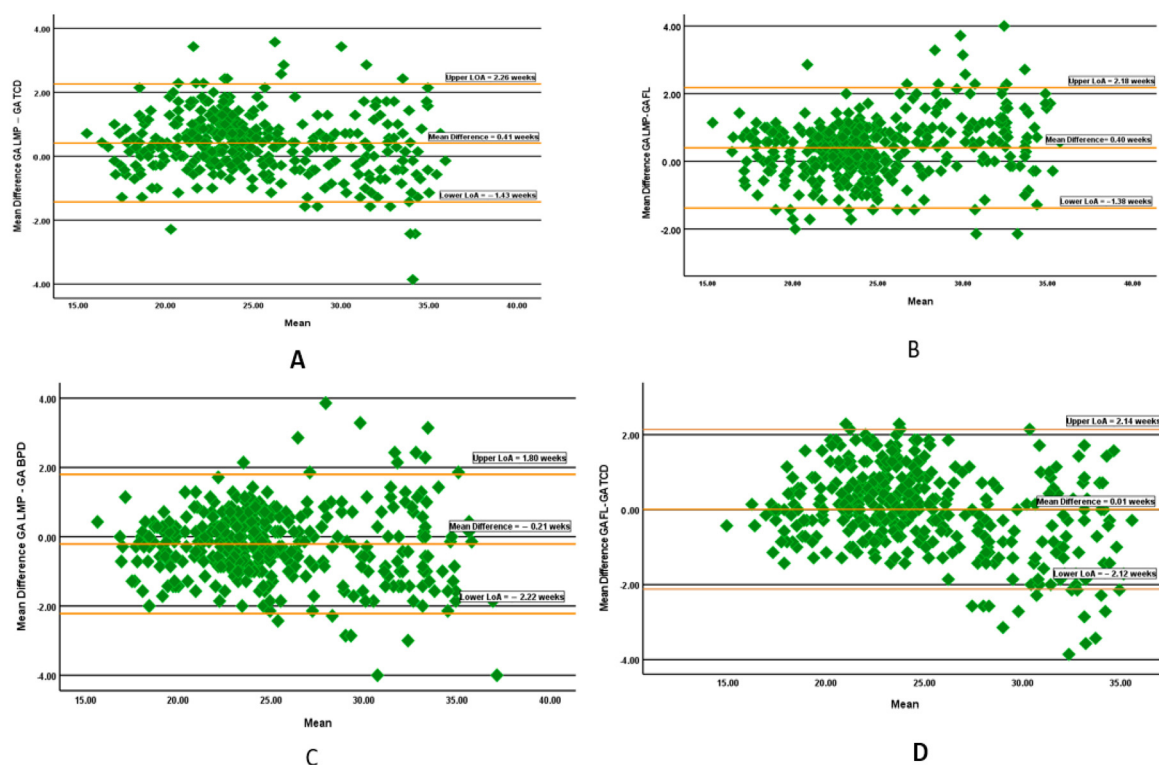 4.00
Upper LOA = 2.26 weeks
2.00
Mean Difference GA LMP – GA TCD
Mean Difference = 0.41 weeks
0.00
Lower LoA = – 1.43 weeks
-2.00
-4.00
15.00 20.00 25.00 30.00 35.00 40.00
Mean
A
4.00
Upper LoA = 2.18 weeks
2.00
Mean Difference GA LMP-GA FL
Mean Difference= 0.40 weeks
0.00
Lower LoA = –1.38 weeks
-2.00
15.00 20.00 25.00 30.00 35.00 40.00
Mean
B
4.00
Upper LoA = 1.80 weeks
2.00
Mean Difference GA LMP - GA BPD
Mean Difference = – 0.21 weks
0.00
-2.00
Lower LoA = – 2.22 weeks
-4.00
15.00 20.00 25.00 30.00 35.00 40.00
Mean
C
Upper LoA = 2.14 weeks
2.00
Mean Difference GA FL-GA TCD
Mean Difference = 0.01 weeks
0.00
Lower LoA = – 2.12 weeks
-2.00
-4.00
15.00 20.00 25.00 30.00 35.00
Mean
D